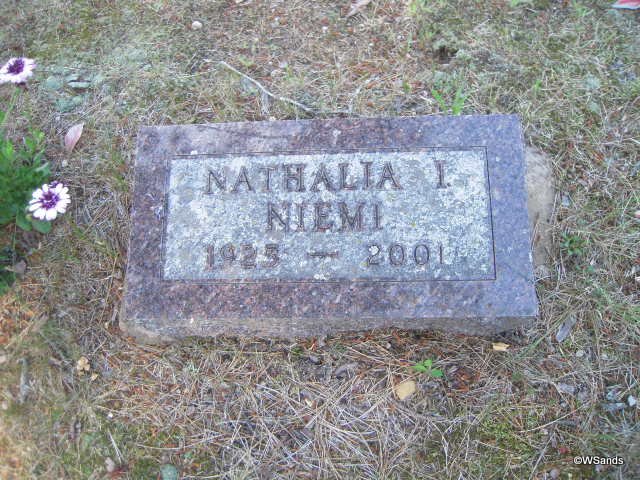 NATHALIA I.
NIEMI
1925 — 2001
©WSands